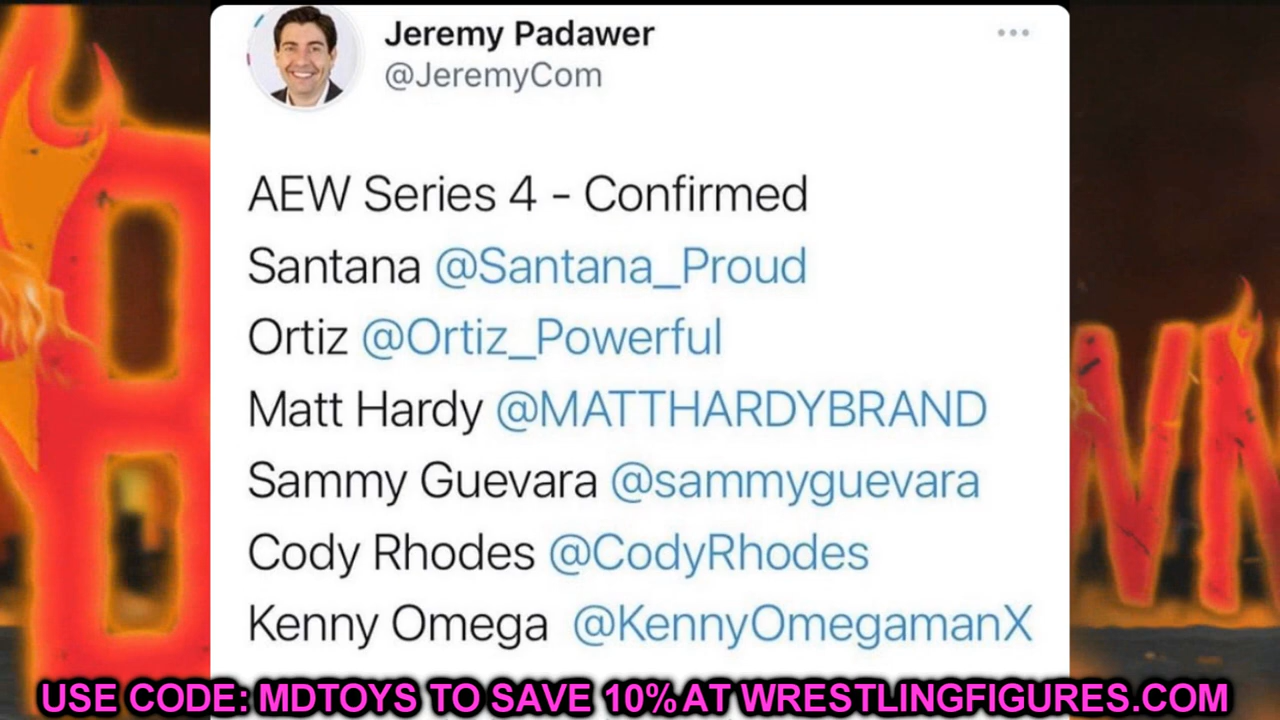 Jeremy Padawer
@JeremyCom
AEW Series 4 - Confirmed
Santana @Santana_Proud
Ortiz @Ortiz_Powerful
Matt Hardy @MATTHARDYBRAND
Sammy Guevara @sammyguevara
Cody Rhodes @CodyRhodes
Kenny Omega @KennyOmegamanX
USE CODE: MDTOYS TO SAVE 10% AT WRESTLINGFIGURES.COM